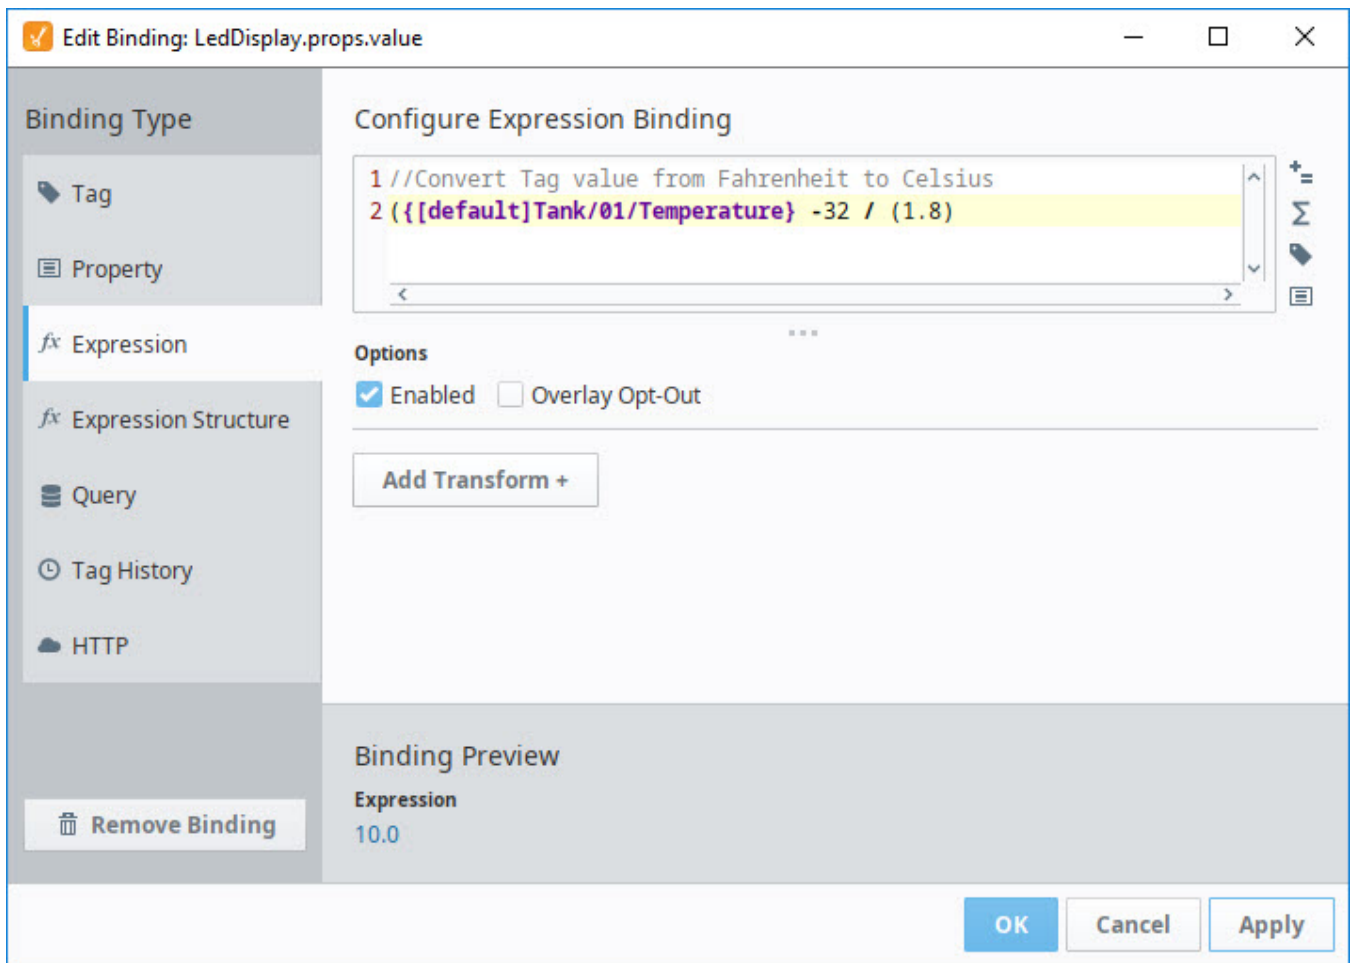 Edit Binding: LedDisplay.props.value
Binding Type
Tag
Property
fx Expression
fx Expression Structure
Query
Tag History
HTTP
Remove Binding
Configure Expression Binding
1 //Convert Tag value from Fahrenheit to Celsius
2 ({[default]Tank/01/Temperature} -32 / (1.8)
Options
Enabled Overlay Opt-Out
Add Transform +
Binding Preview
Expression
10.0
OK Cancel Apply